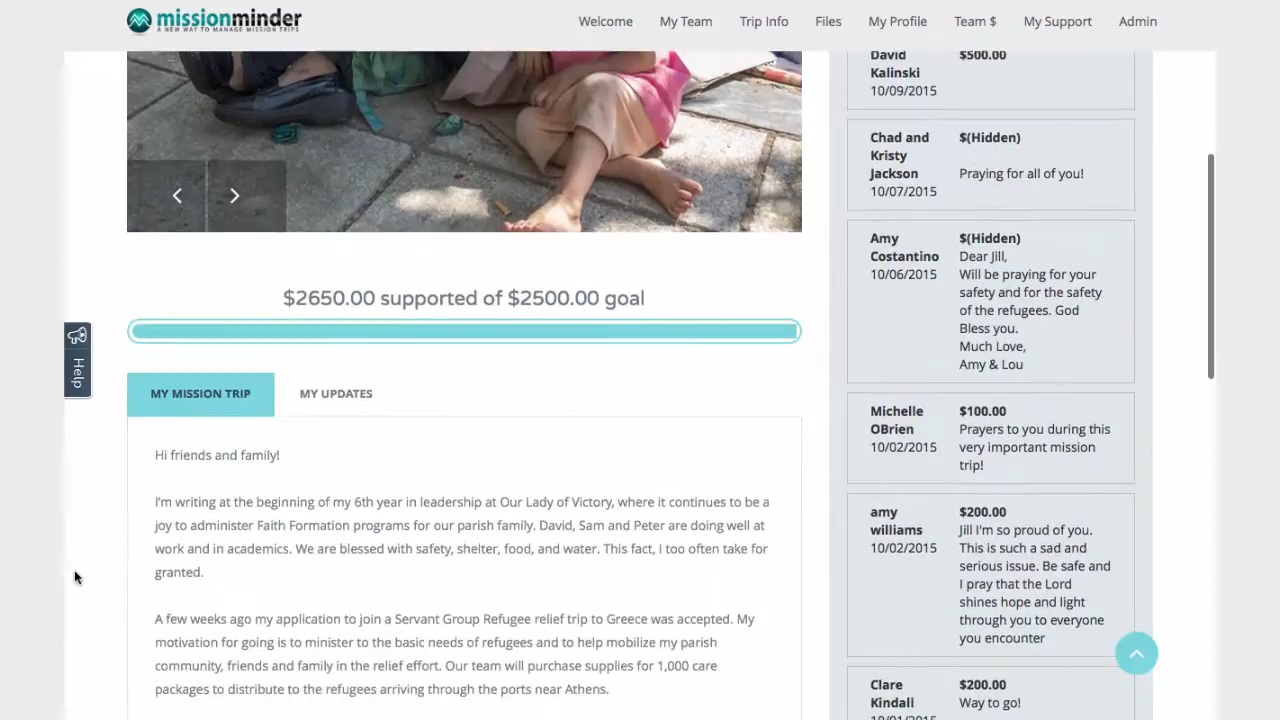 missionminder
A NEW WAY TO MANAGE MISSION TRIPS
Welcome
My Team
Trip Info
Files
My Profile
Team $
My Support
Admin
$2650.00 supported of $2500.00 goal
Help
MY MISSION TRIP
MY UPDATES
Hi friends and family!
I'm writing at the beginning of my 6th year in leadership at Our Lady of Victory, where it continues to be a
joy to administer Faith Formation programs for our parish family. David, Sam and Peter are doing well at
work and in academics. We are blessed with safety, shelter, food, and water. This fact, I too often take for
granted.
A few weeks ago my application to join a Servant Group Refugee relief trip to Greece was accepted. My
motivation for going is to minister to the basic needs of refugees and to help mobilize my parish
community, friends and family in the relief effort. Our team will purchase supplies for 1,000 care
packages to distribute to the refugees arriving through the ports near Athens.
David
Kalinski
10/09/2015
$500.00
Chad and
Kristy
Jackson
10/07/2015
$(Hidden)
Praying for all of you!
Amy
Costantino
10/06/2015
$(Hidden)
Dear Jill,
Will be praying for your
safety and for the safety
of the refugees. God
Bless you.
Much Love,
Amy & Lou
Michelle
OBrien
10/02/2015
$100.00
Prayers to you during this
very important mission
trip!
amy
williams
10/02/2015
$200.00
Jill I'm so proud of you.
This is such a sad and
serious issue. Be safe and
I pray that the Lord
shines hope and light
through you to everyone
you encounter
Clare
Kindall
10/01/2015
$200.00
Way to go!